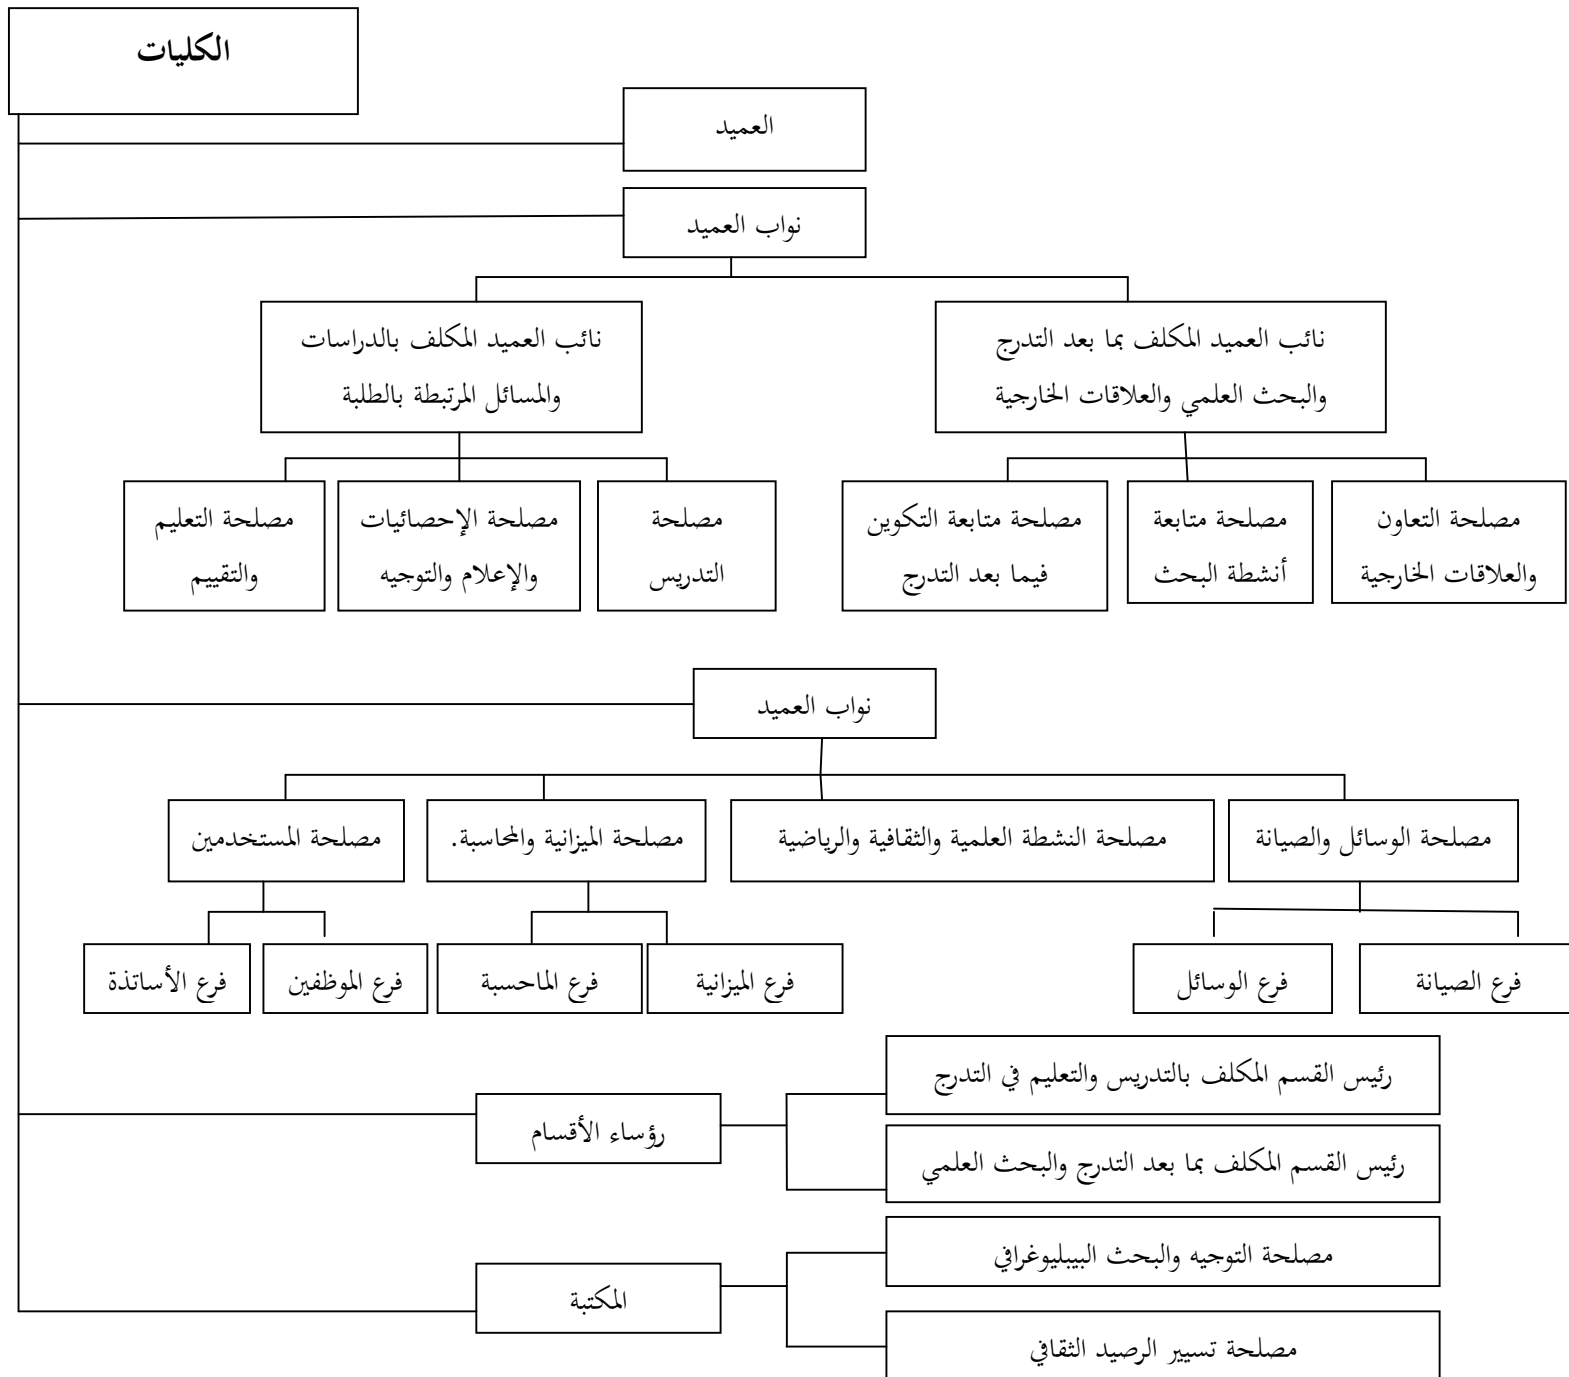 الكليات
العميد
نواب العميد
نائب العميد المكلف بما بعد التدرج
والبحث العلمي والعلاقات الخارجية
نائب العميد المكلف بالدراسات
والمسائل المرتبطة بالطلبة
مصلحة التعاون
والعلاقات الخارجية
مصلحة متابعة
أنشطة البحث
مصلحة متابعة التكوين
فيما بعد التدرج
مصلحة
التدريس
مصلحة الإحصائيات
والإعلام والتوجيه
مصلحة التعليم
والتقييم
نواب العميد
مصلحة الوسائل والصيانة
مصلحة النشطة العلمية والثقافية والرياضية
مصلحة الميزانية والمحاسبة.
مصلحة المستخدمين
فرع الصيانة
فرع الوسائل
فرع الميزانية
فرع الماحسبة
فرع الموظفين
فرع الأساتذة
رئيس القسم المكلف بالتدريس والتعليم في التدرج
رؤساء الأقسام
رئيس القسم المكلف بما بعد التدرج والبحث العلمي
مصلحة التوجيه والبحث البيبليوغرافي
المكتبة
مصلحة تسيير الرصيد الثقافي